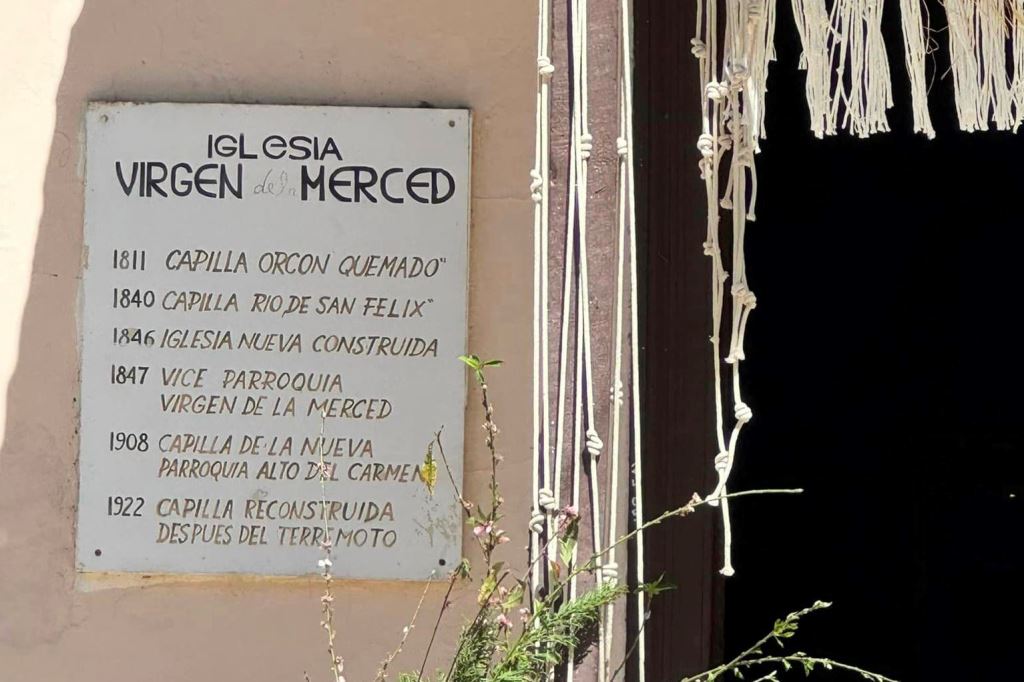 IGLESIA
VIRGEN de la MERCED
1811 CAPILLA ORCON QUEMADO"
1840 CAPILLA RIO DE SAN FELIX"
1846 IGLESIA NUEVA CONSTRUIDA
1847 VICE PARROQUIA
VIRGEN DE LA MERCED
1908 CAPILLA DE LA NUEVA
PARROQUIA ALTO DEL CARMEN
1922 CAPILLA RECONSTRUIDA
DESPUES DEL TERREMOTO